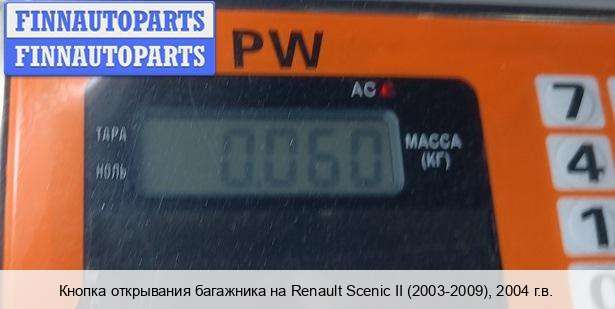 FINNAUTOPARTS
FINNAUTOPARTS
PW
AC
ТАРА
НОЛЬ
0.060
МАССА
(КГ)
7
4
1
Кнопка открывания багажника на Renault Scenic II (2003-2009), 2004 г.в.